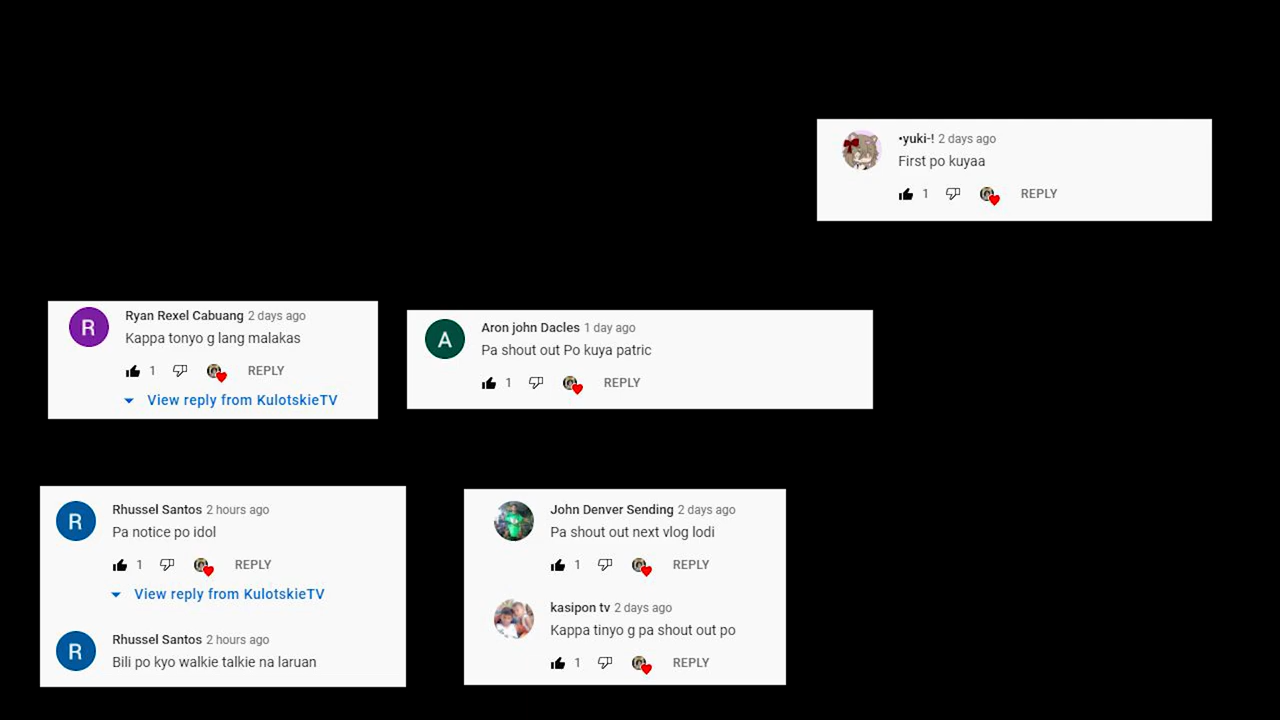 •yuki-! 2 days ago
First po kuyaa
1 REPLY
R
Ryan Rexel Cabuang 2 days ago
Kappa tonyo g lang malakas
1 REPLY
View reply from KulotskieTV
A
Aron john Dacles 1 day ago
Pa shout out Po kuya patric
1 REPLY
R
Rhussel Santos 2 hours ago
Pa notice po idol
1 REPLY
View reply from KulotskieTV
R
Rhussel Santos 2 hours ago
Bili po kyo walkie talkie na laruan
John Denver Sending 2 days ago
Pa shout out next vlog lodi
1 REPLY
kasipon tv 2 days ago
Kappa tinyo g pa shout out po
1 REPLY